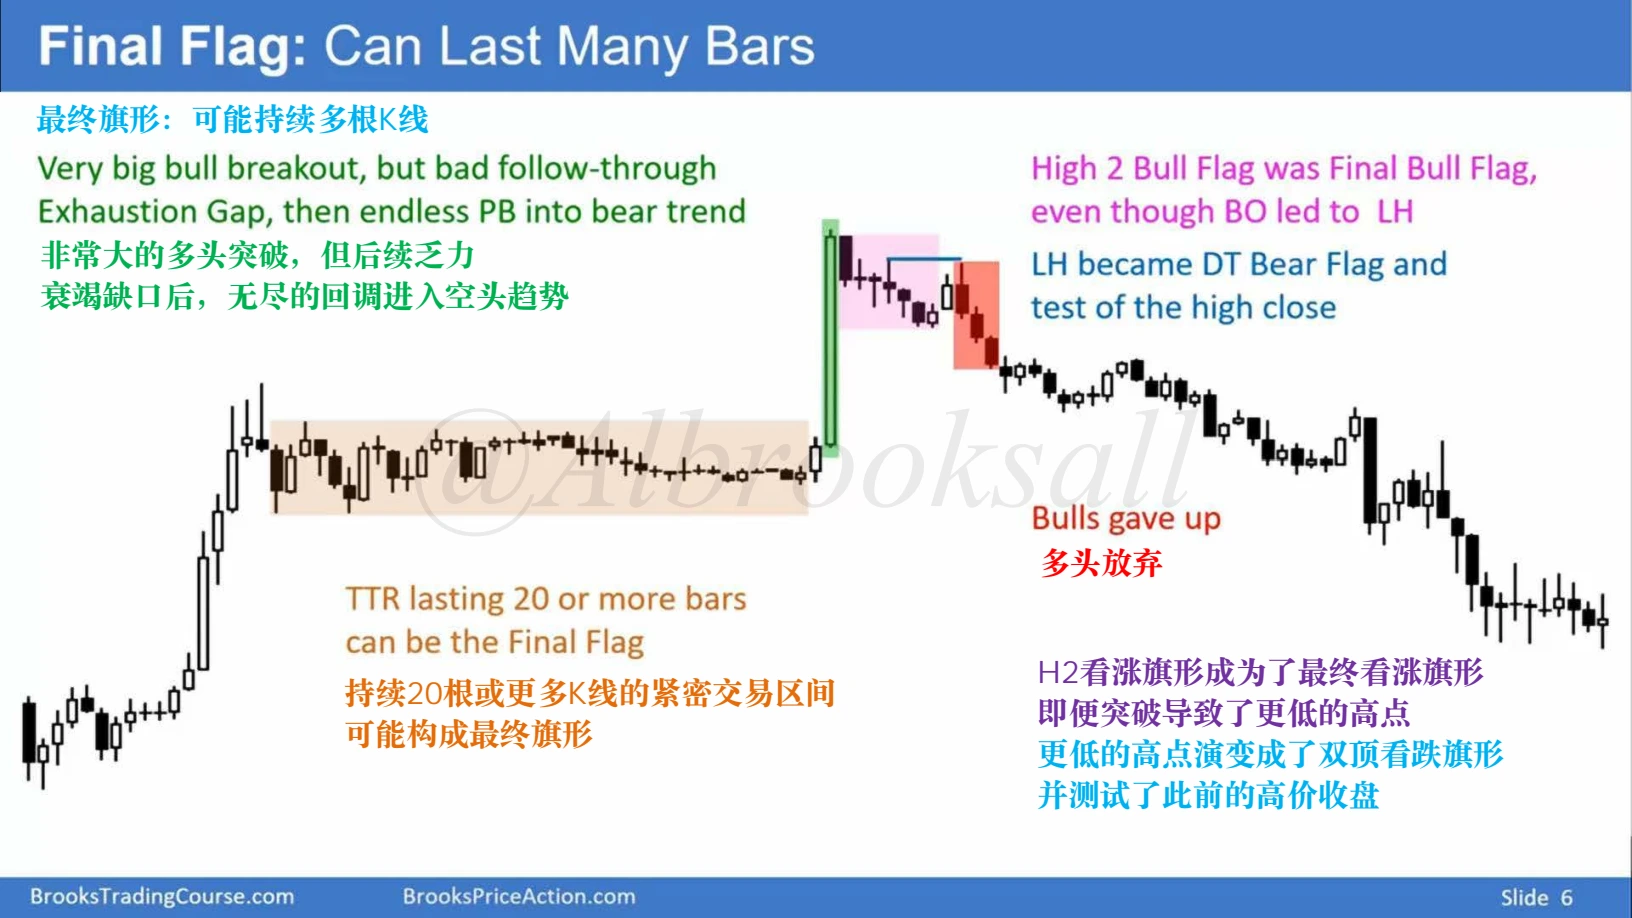 Final Flag: Can Last Many Bars
最终旗形：可能持续多根K线
Very big bull breakout, but bad follow-through
Exhaustion Gap, then endless PB into bear trend
非常大的多头突破，但后续乏力
衰竭缺口后，无尽的回调进入空头趋势
High 2 Bull Flag was Final Bull Flag,
even though BO led to LH
LH became DT Bear Flag and
test of the high close
@Albrooksall
Bulls gave up
多头放弃
TTR lasting 20 or more bars
can be the Final Flag
持续20根或更多K线的紧密交易区间
可能构成最终旗形
H2看涨旗形成为了最终看涨旗形
即便突破导致了更低的高点
更低的高点演变成了双顶看跌旗形
并测试了此前的高价收盘
BrooksTradingCourse.com
BrooksPriceAction.com
Slide 6